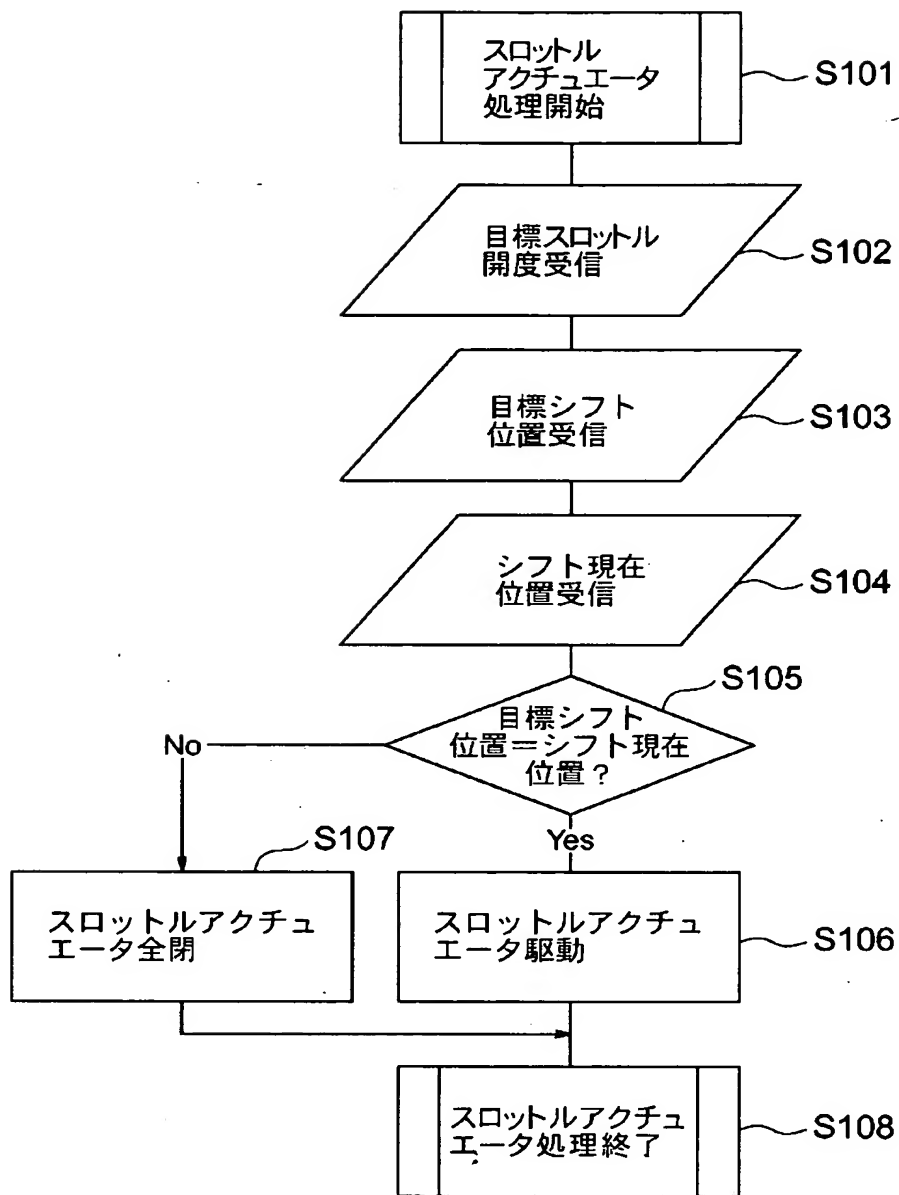 スロットル
アクチュエータ
処理開始
S101
目標スロットル
開度受信
S102
目標シフト
位置受信
S103
シフト現在
位置受信
S104
S105
目標シフト
位置＝シフト現在
位置？
No
Yes
S107
スロットルアクチュ
エータ全閉
スロットルアクチュ
エータ駆動
S106
スロットルアクチュ
エータ処理終了
S108